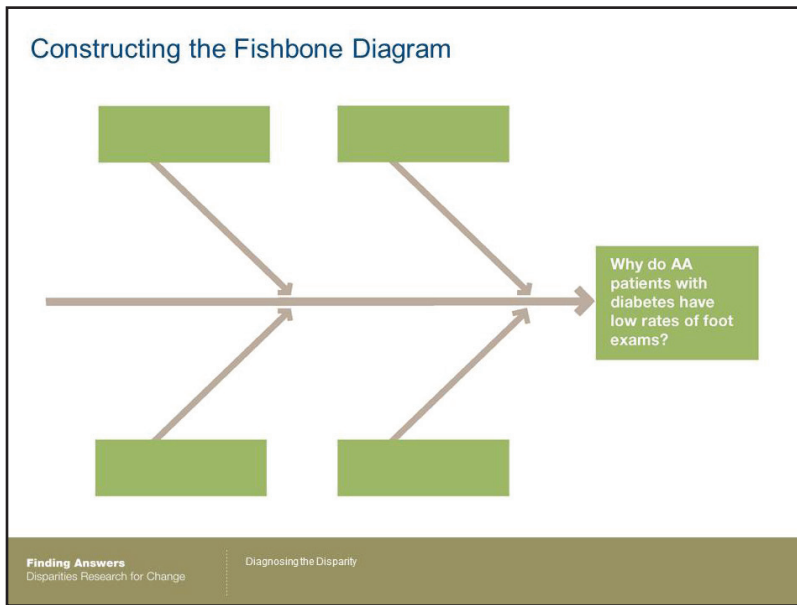 Constructing the Fishbone Diagram
Why do AA
patients with
diabetes have
low rates of foot
exams?
Finding Answers
Disparities Research for Change
Diagnosing the Disparity